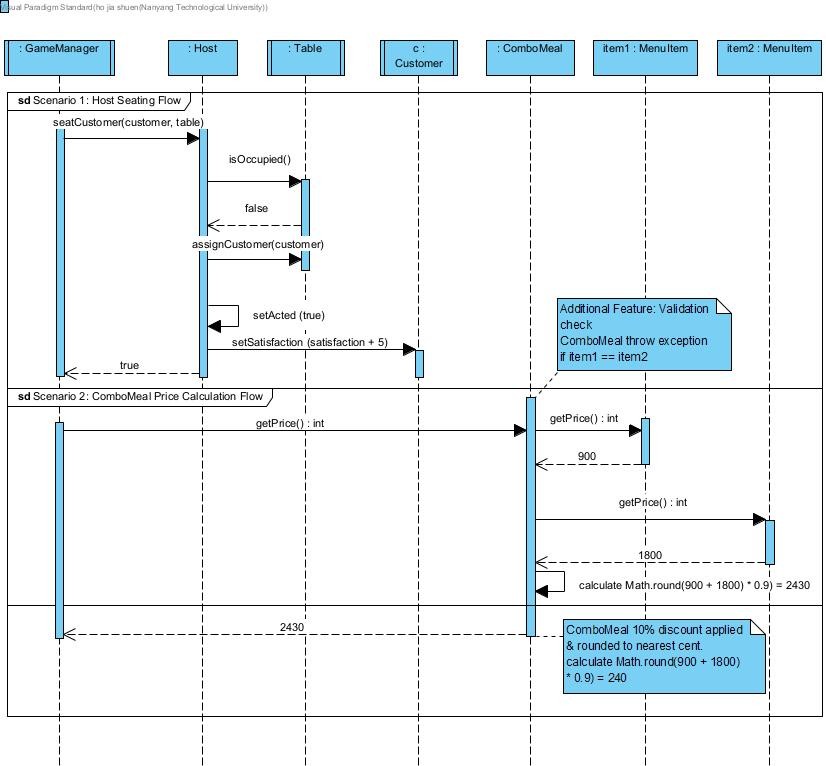 Visual Paradigm Standard(ho jia shuen(Nanyang Technological University))
: GameManager
: Host
: Table
c :
Customer
: ComboMeal
item1 : MenuItem
item2 : MenuItem
sd Scenario 1: Host Seating Flow
seatCustomer(customer, table)
isOccupied()
false
assignCustomer(customer)
setActed (true)
setSatisfaction (satisfaction + 5)
true
Additional Feature: Validation
check
ComboMeal throw exception
if item1 == item2
sd Scenario 2: ComboMeal Price Calculation Flow
getPrice() : int
getPrice() : int
900
getPrice() : int
1800
calculate Math.round(900 + 1800) * 0.9) = 2430
2430
ComboMeal 10% discount applied
& rounded to nearest cent.
calculate Math.round(900 + 1800)
* 0.9) = 240